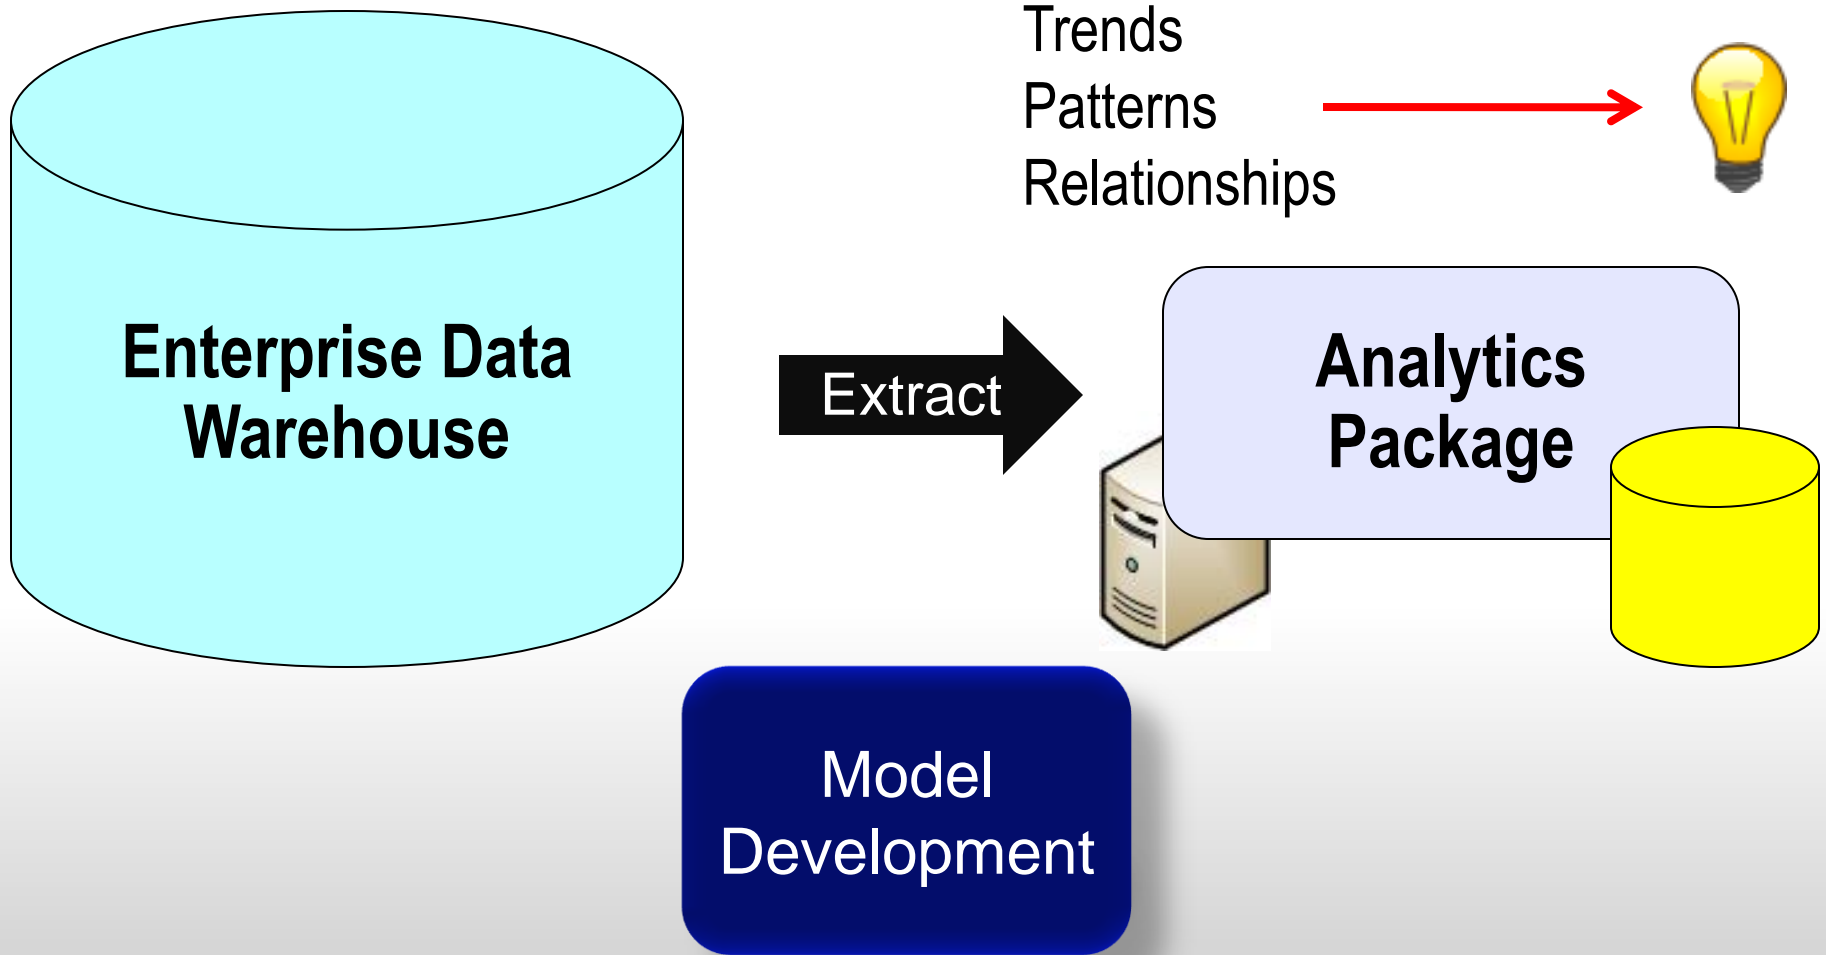 Trends
Patterns
Relationships
Enterprise Data
Warehouse
Extract
Analytics
Package
Model
Development